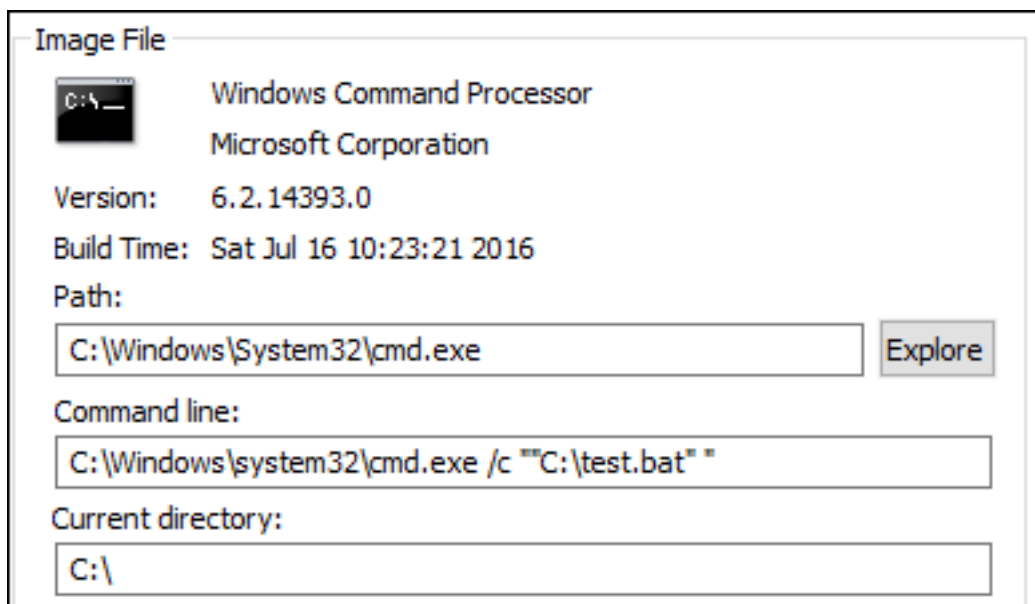 Image File
C:\
Windows Command Processor
Microsoft Corporation
Version: 6.2.14393.0
Build Time: Sat Jul 16 10:23:21 2016
Path:
C:\Windows\System32\cmd.exe Explore
Command line:
C:\Windows\system32\cmd.exe /c ""C:\test.bat" "
Current directory:
C:\